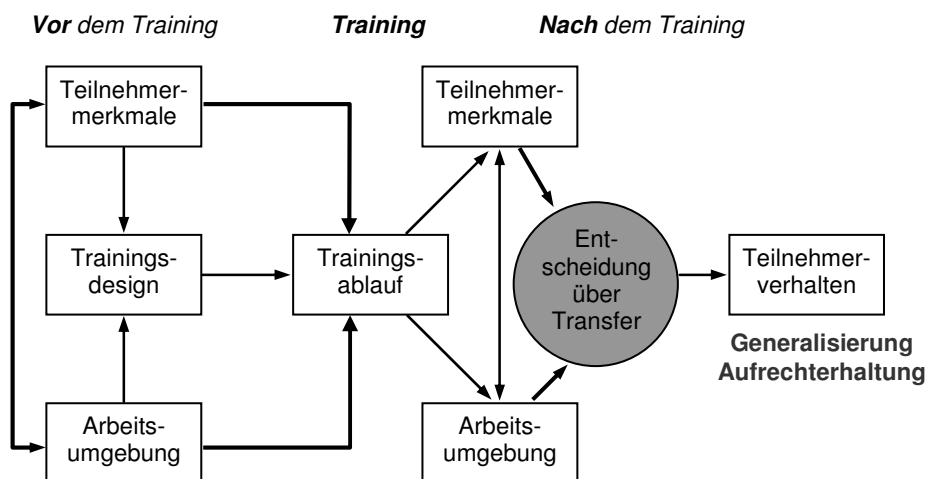 Vor dem Training
Training
Nach dem Training
Teilnehmer-
merkmale
Teilnehmer-
merkmale
Trainings-
design
Trainings-
ablauf
Ent-
scheidung
über
Transfer
Teilnehmer-
verhalten
Generalisierung
Aufrechterhaltung
Arbeits-
umgebung
Arbeits-
umgebung